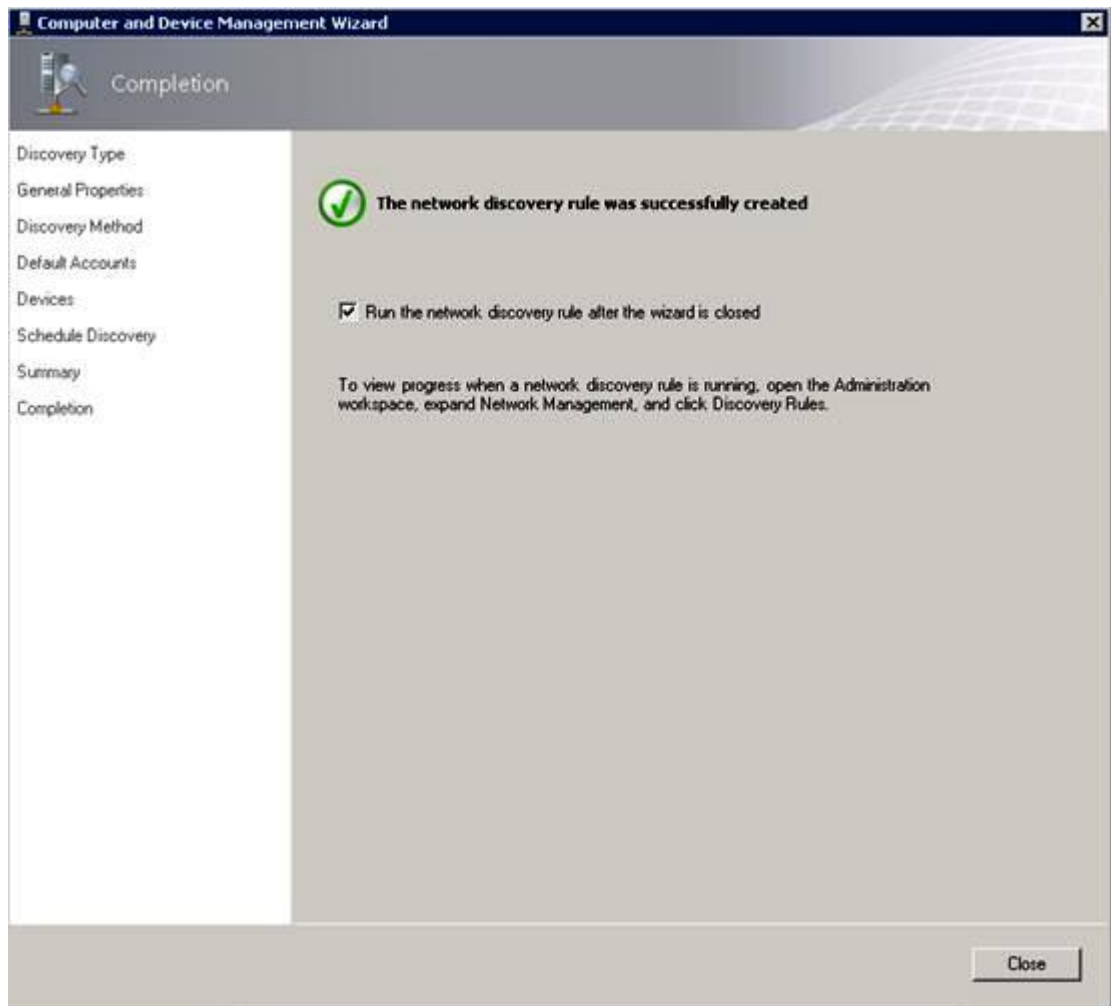 Computer and Device Management Wizard
Completion
Discovery Type
General Properties
Discovery Method
Default Accounts
Devices
Schedule Discovery
Summary
Completion
The network discovery rule was successfully created
Run the network discovery rule after the wizard is closed
To view progress when a network discovery rule is running, open the Administration
workspace, expand Network Management, and click Discovery Rules.
Close